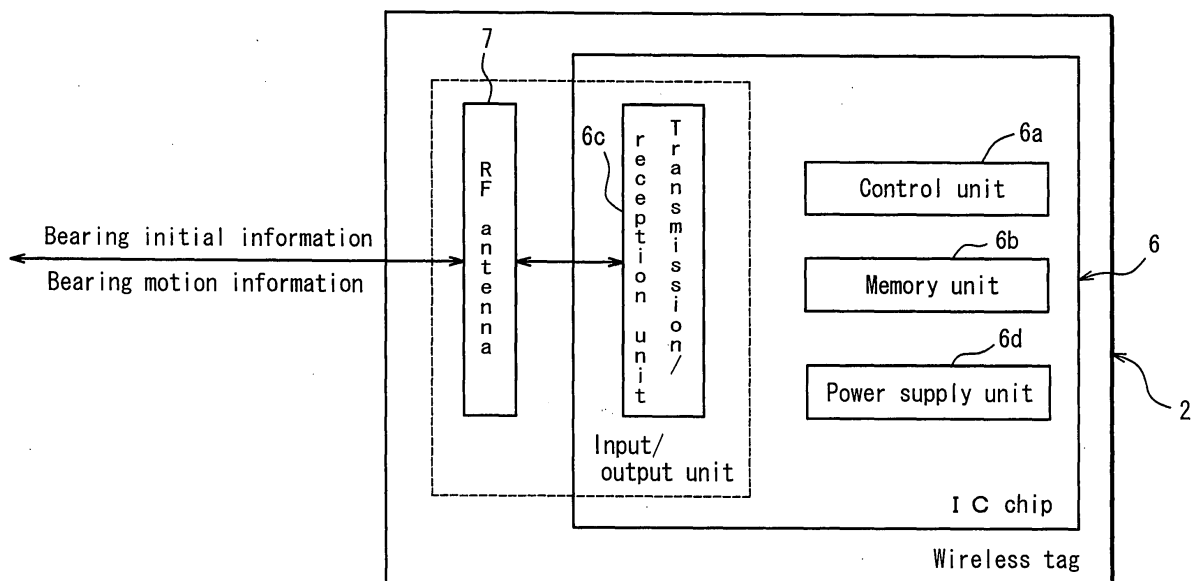 7
6c
RF antenna
Transmission/
reception unit
6a
Control unit
6b
Memory unit
6
6d
Power supply unit
2
Bearing initial information
Bearing motion information
Input/
output unit
IC chip
Wireless tag